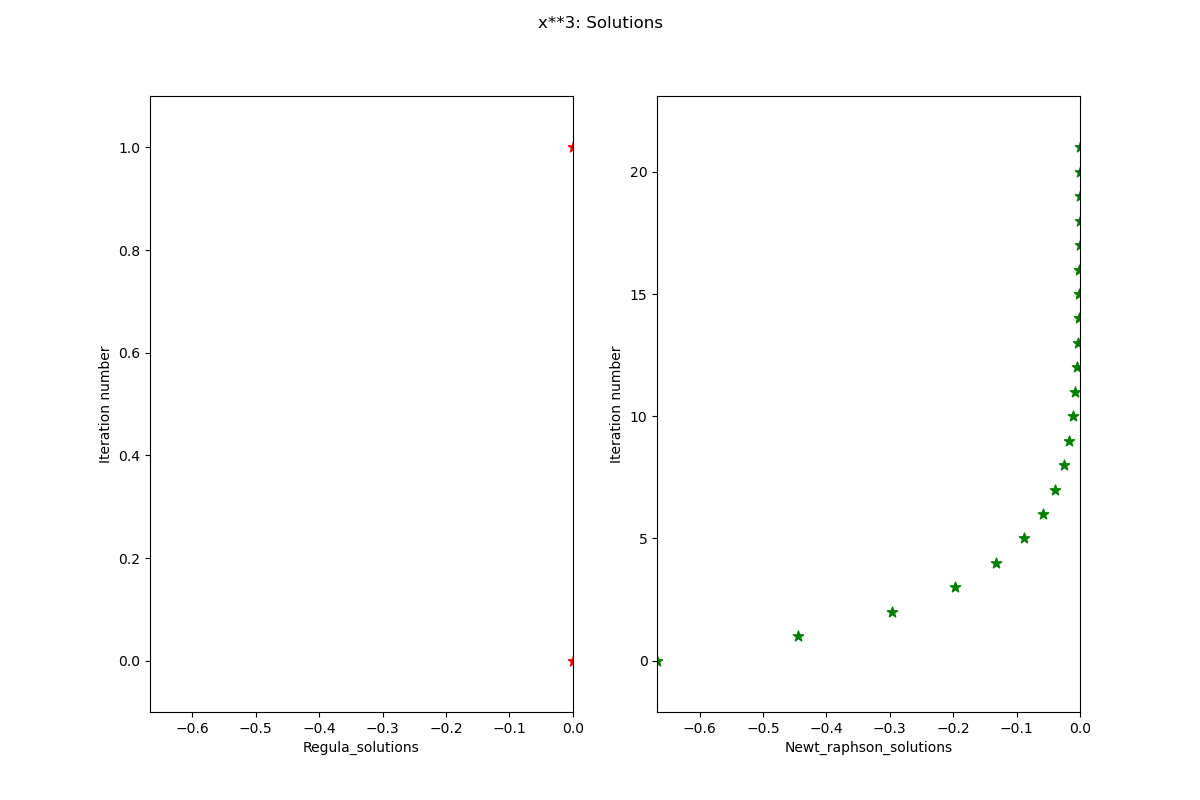 x**3: Solutions
1.0
0.8
0.6
0.4
0.2
0.0
Iteration number
−0.6 −0.5 −0.4 −0.3 −0.2 −0.1 0.0
Regula_solutions
20
15
10
5
0
Iteration number
−0.6 −0.5 −0.4 −0.3 −0.2 −0.1 0.0
Newt_raphson_solutions